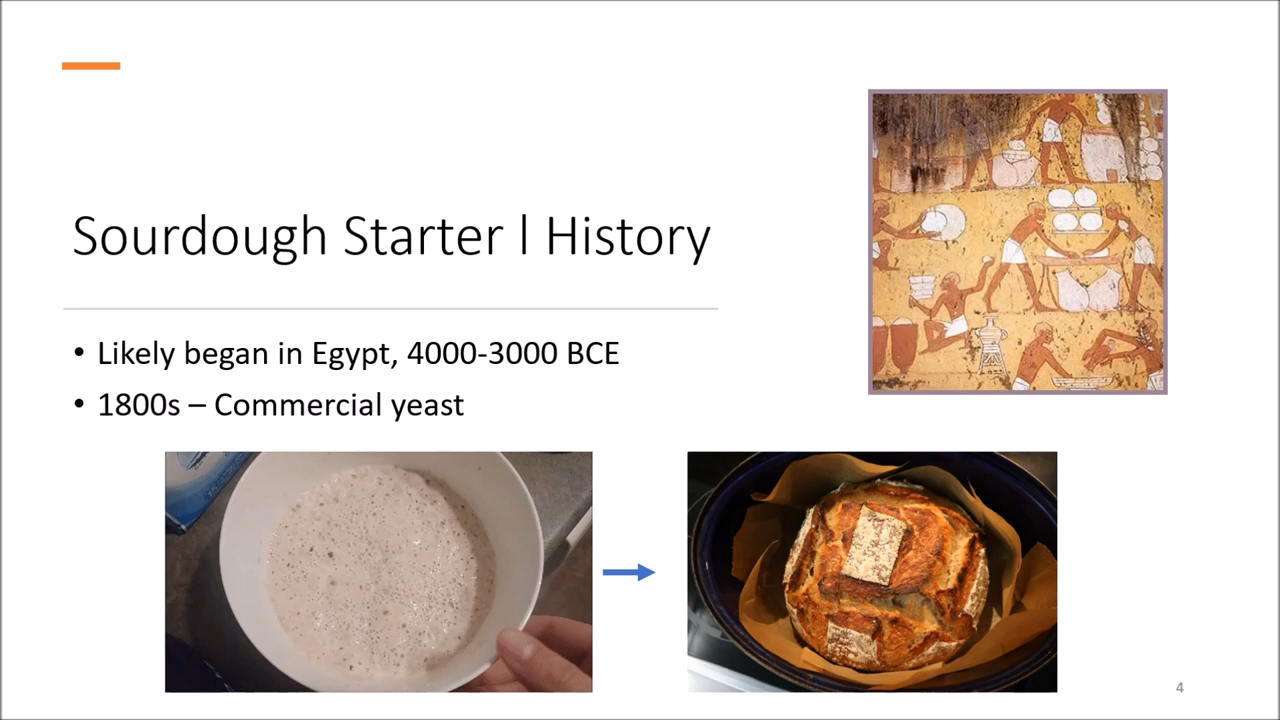 Sourdough Starter | History
• Likely began in Egypt, 4000-3000 BCE
• 1800s – Commercial yeast
4